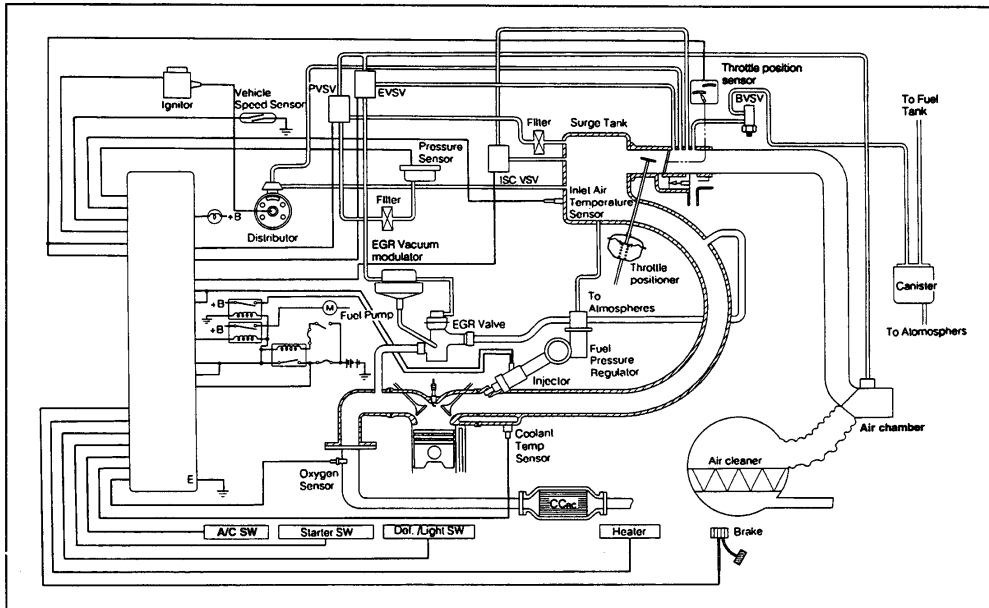 Throttle position
sensor
PVSV
EVSV
BVSV
To Fuel
Tank
Ignitor
Vehicle
Speed Sensor
Filter
Surge Tank
Pressure
Sensor
ISC VSV
Inlet Air
Temperature
Sensor
Filter
+B
Distributor
EGR Vacuum
modulator
Throttle
positioner
Canister
To
Atmospheres
+B
M
Fuel Pump
EGR Valve
To Atomosphers
+B
Fuel
Pressure
Regulator
Injector
Air chamber
Coolant
Temp
Sensor
Air cleaner
Oxygen
Sensor
E
CCRC
A/C SW
Starter SW
Def. /Light SW
Heater
Brake